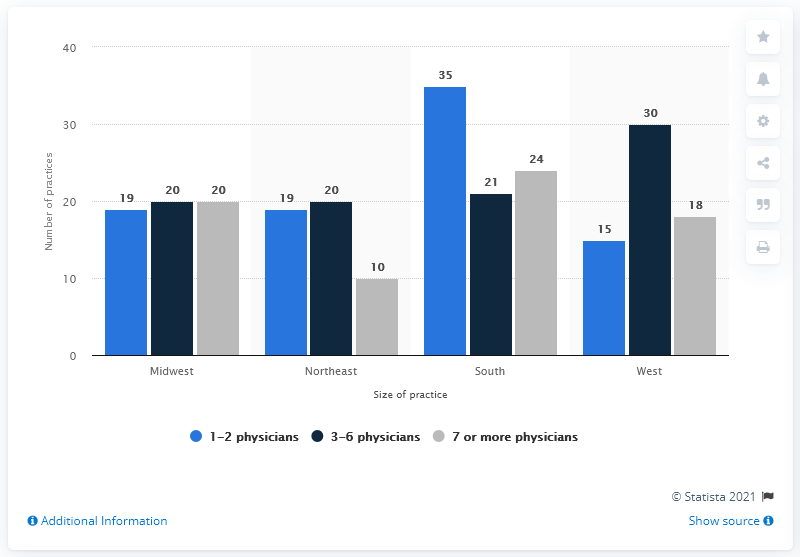 40
30
20
10
0
Number of practices
19 20 20
19 20 10
35 21 24
15 30 18
Midwest Northeast South West
Size of practice
1-2 physicians 3-6 physicians 7 or more physicians
© Statista 2021
Additional Information Show source